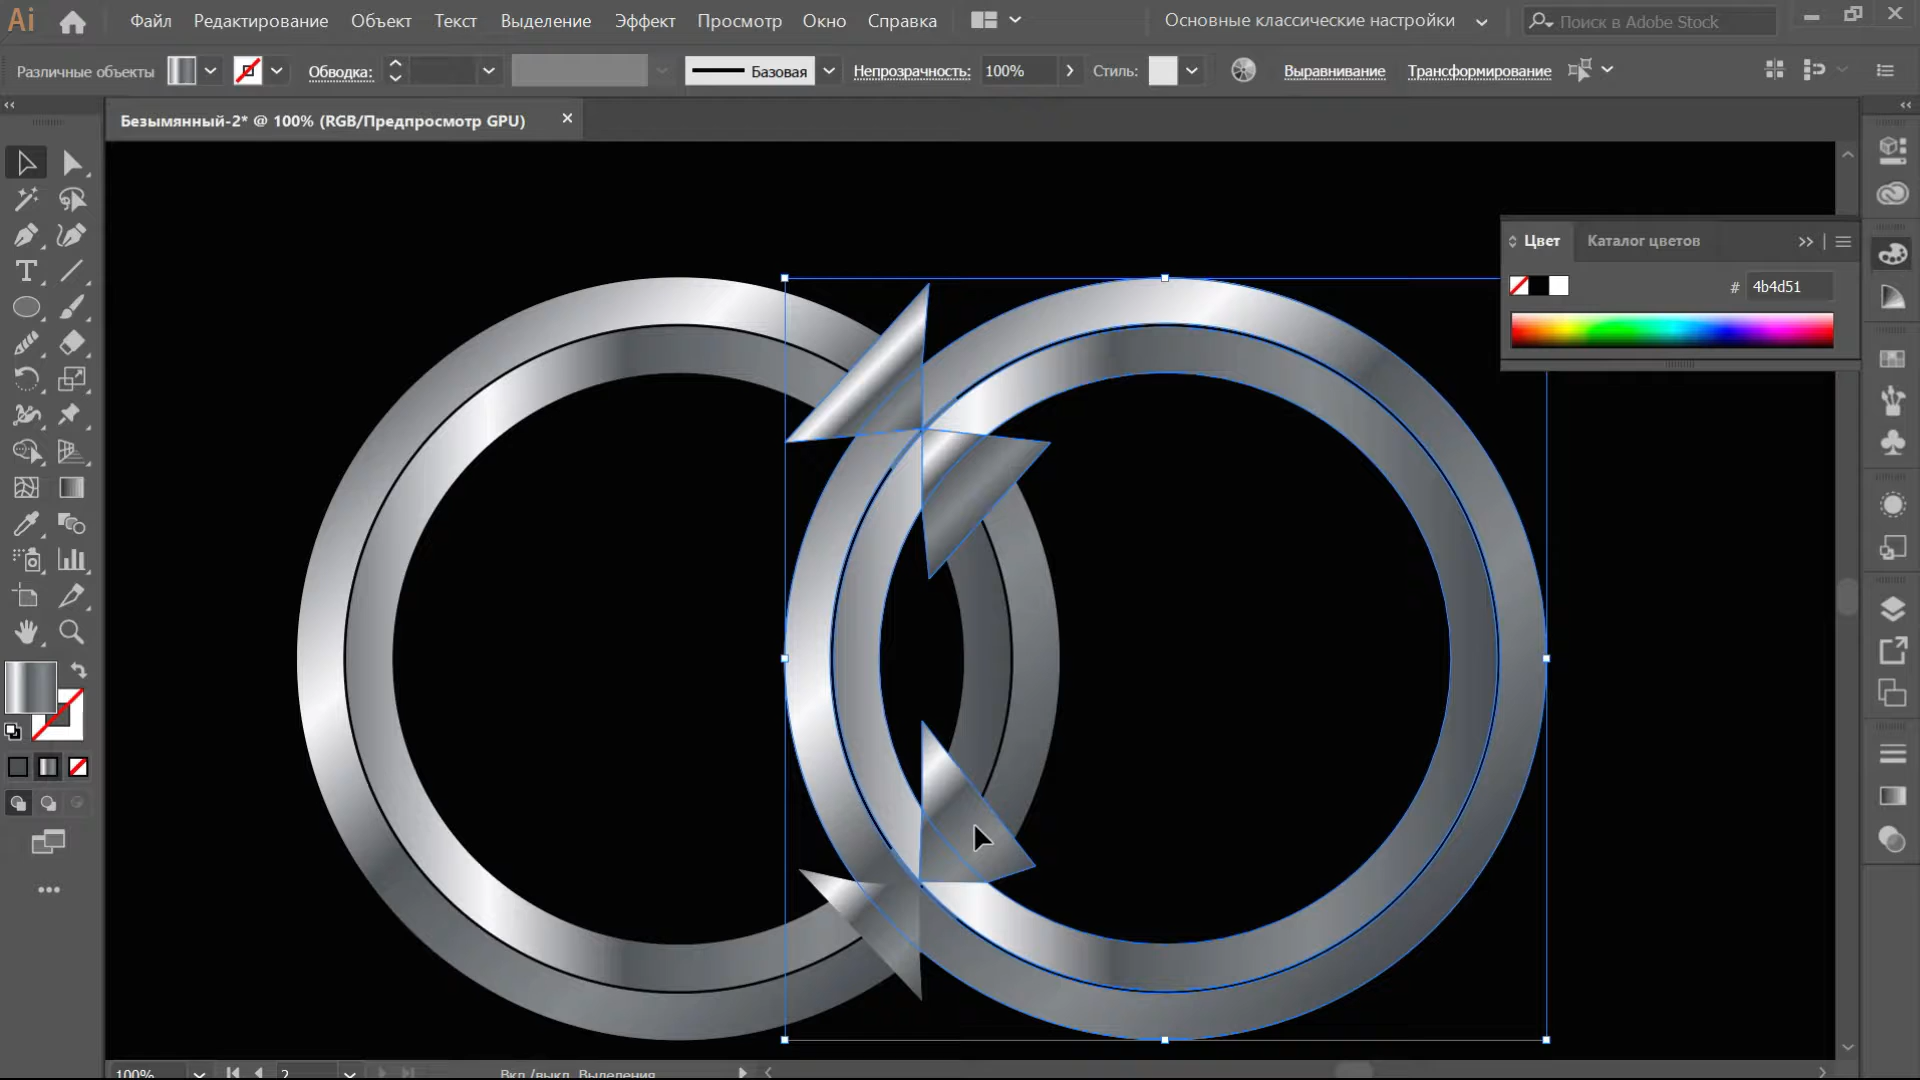 Ai Файл Редактирование Объект Текст Выделение Эффект Просмотр Окно Справка Основные классические настройки Поиск в Adobe Stock
Различные объекты Обводка: Базовая Непрозрачность: 100% Стиль: Выравнивание Трансформирование
Безымянный-2* @ 100% (RGB/Предпросмотр GPU)
Цвет Каталог цветов
# 4b4d51
100% 2 Вкл./выкл. Выделения